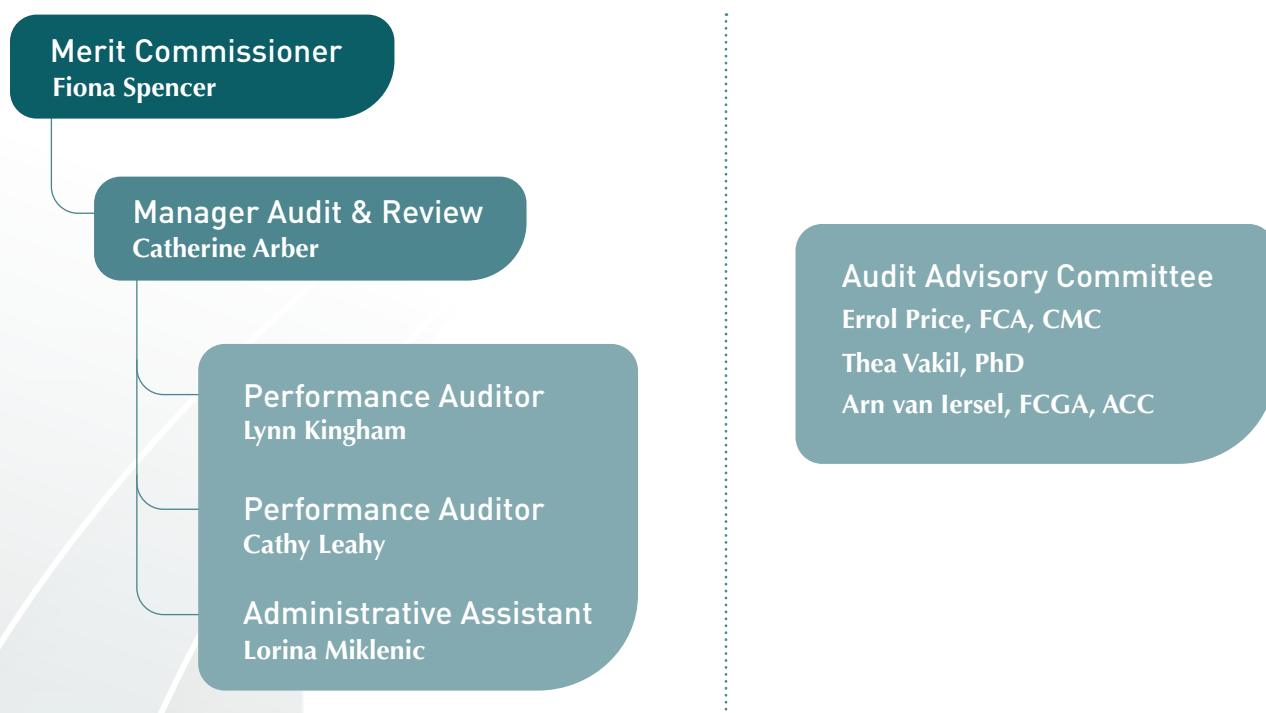 Merit Commissioner
Fiona Spencer
Manager Audit & Review
Catherine Arber
Performance Auditor
Lynn Kingham
Performance Auditor
Cathy Leahy
Administrative Assistant
Lorina Miklenic
Audit Advisory Committee
Errol Price, FCA, CMC
Thea Vakil, PhD
Arn van Iersel, FCGA, ACC